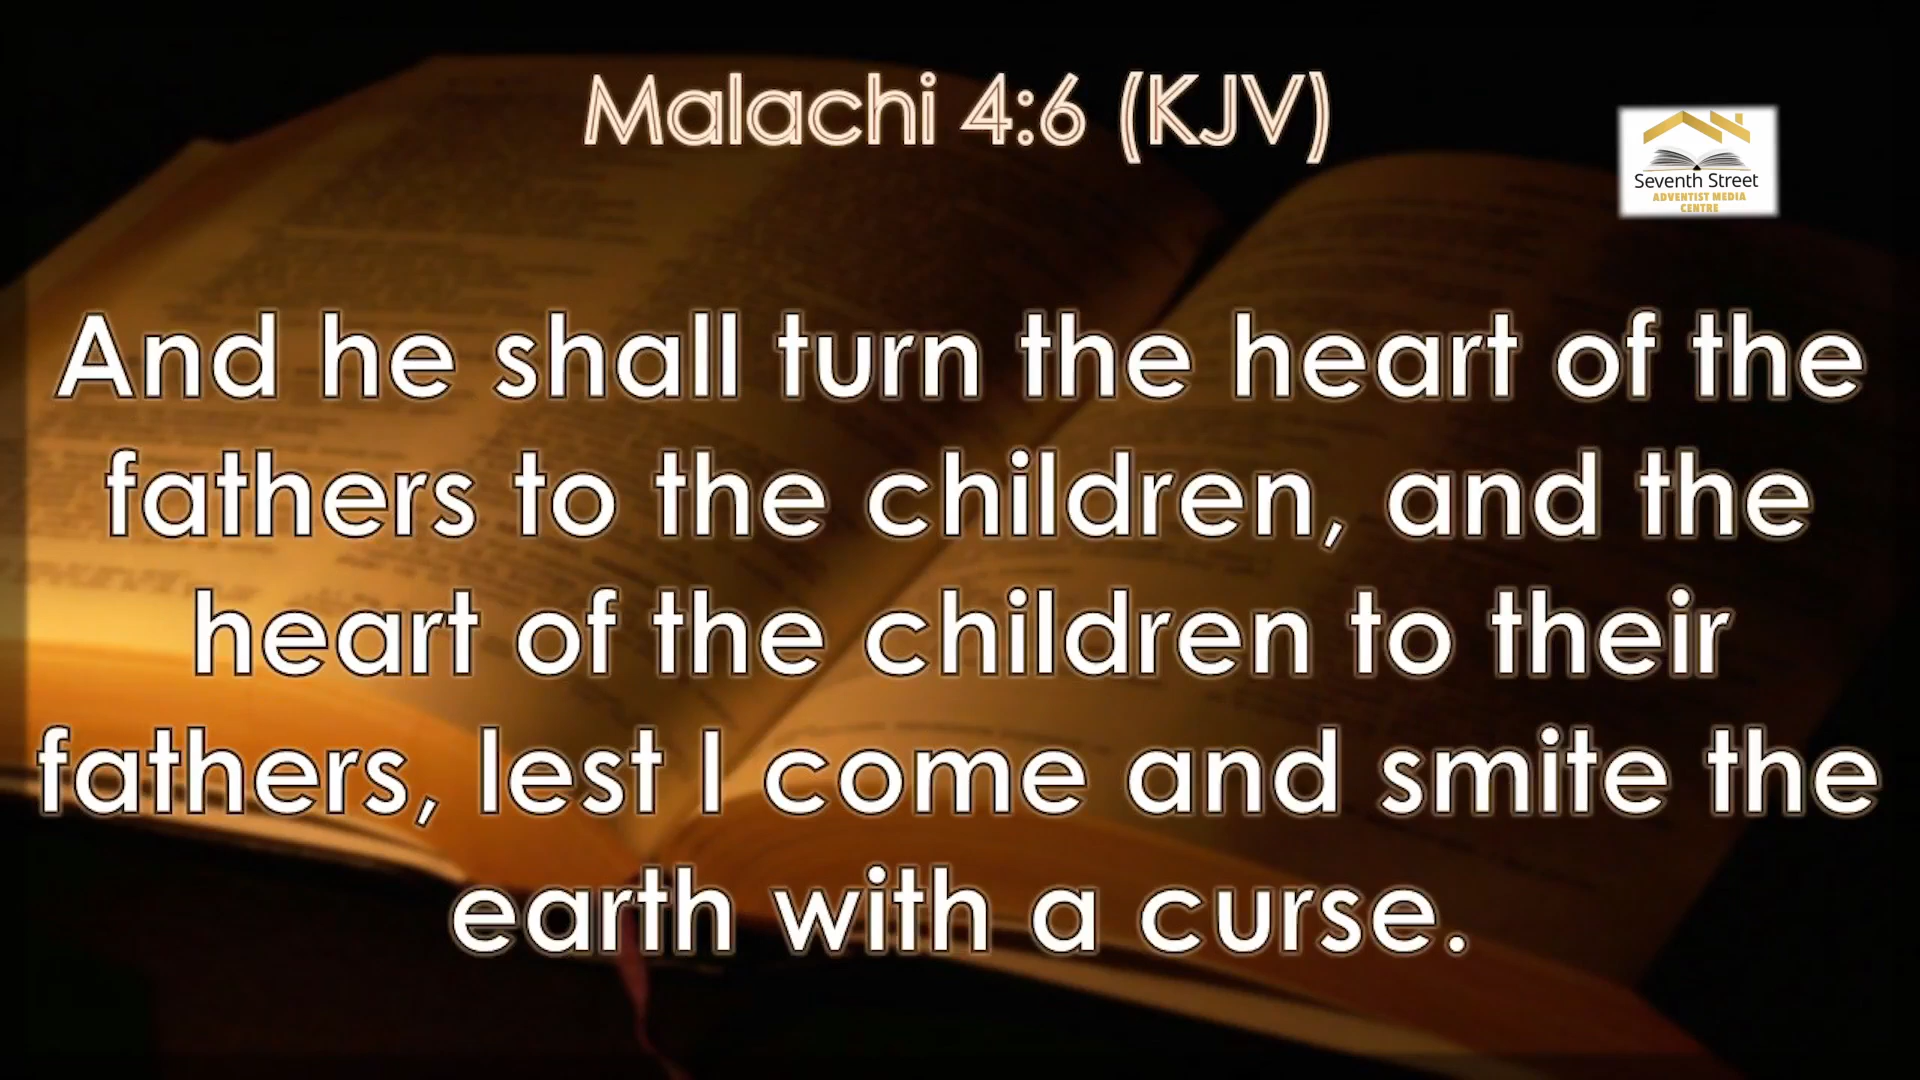 Malachi 4:6 (KJV)
Seventh Street
ADVENTIST MEDIA
CENTRE
And he shall turn the heart of the
fathers to the children, and the
heart of the children to their
fathers, lest I come and smite the
earth with a curse.